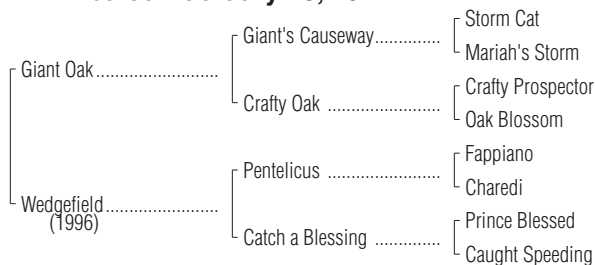 Giant Oak
Wedgefield
(1996)
Giant's Causeway
Crafty Oak
Pentelicus
Catch a Blessing
Storm Cat
Mariah's Storm
Crafty Prospector
Oak Blossom
Fappiano
Charedi
Prince Blessed
Caught Speeding